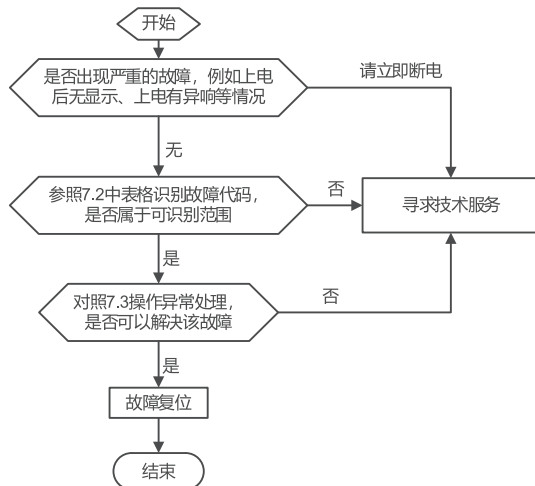 开始
是否出现严重的故障，例如上电
后无显示、上电有异响等情况
请立即断电
无
参照7.2中表格识别故障代码，
是否属于可识别范围
否
寻求技术服务
是
对照7.3操作异常处理，
是否可以解决该故障
否
是
故障复位
结束